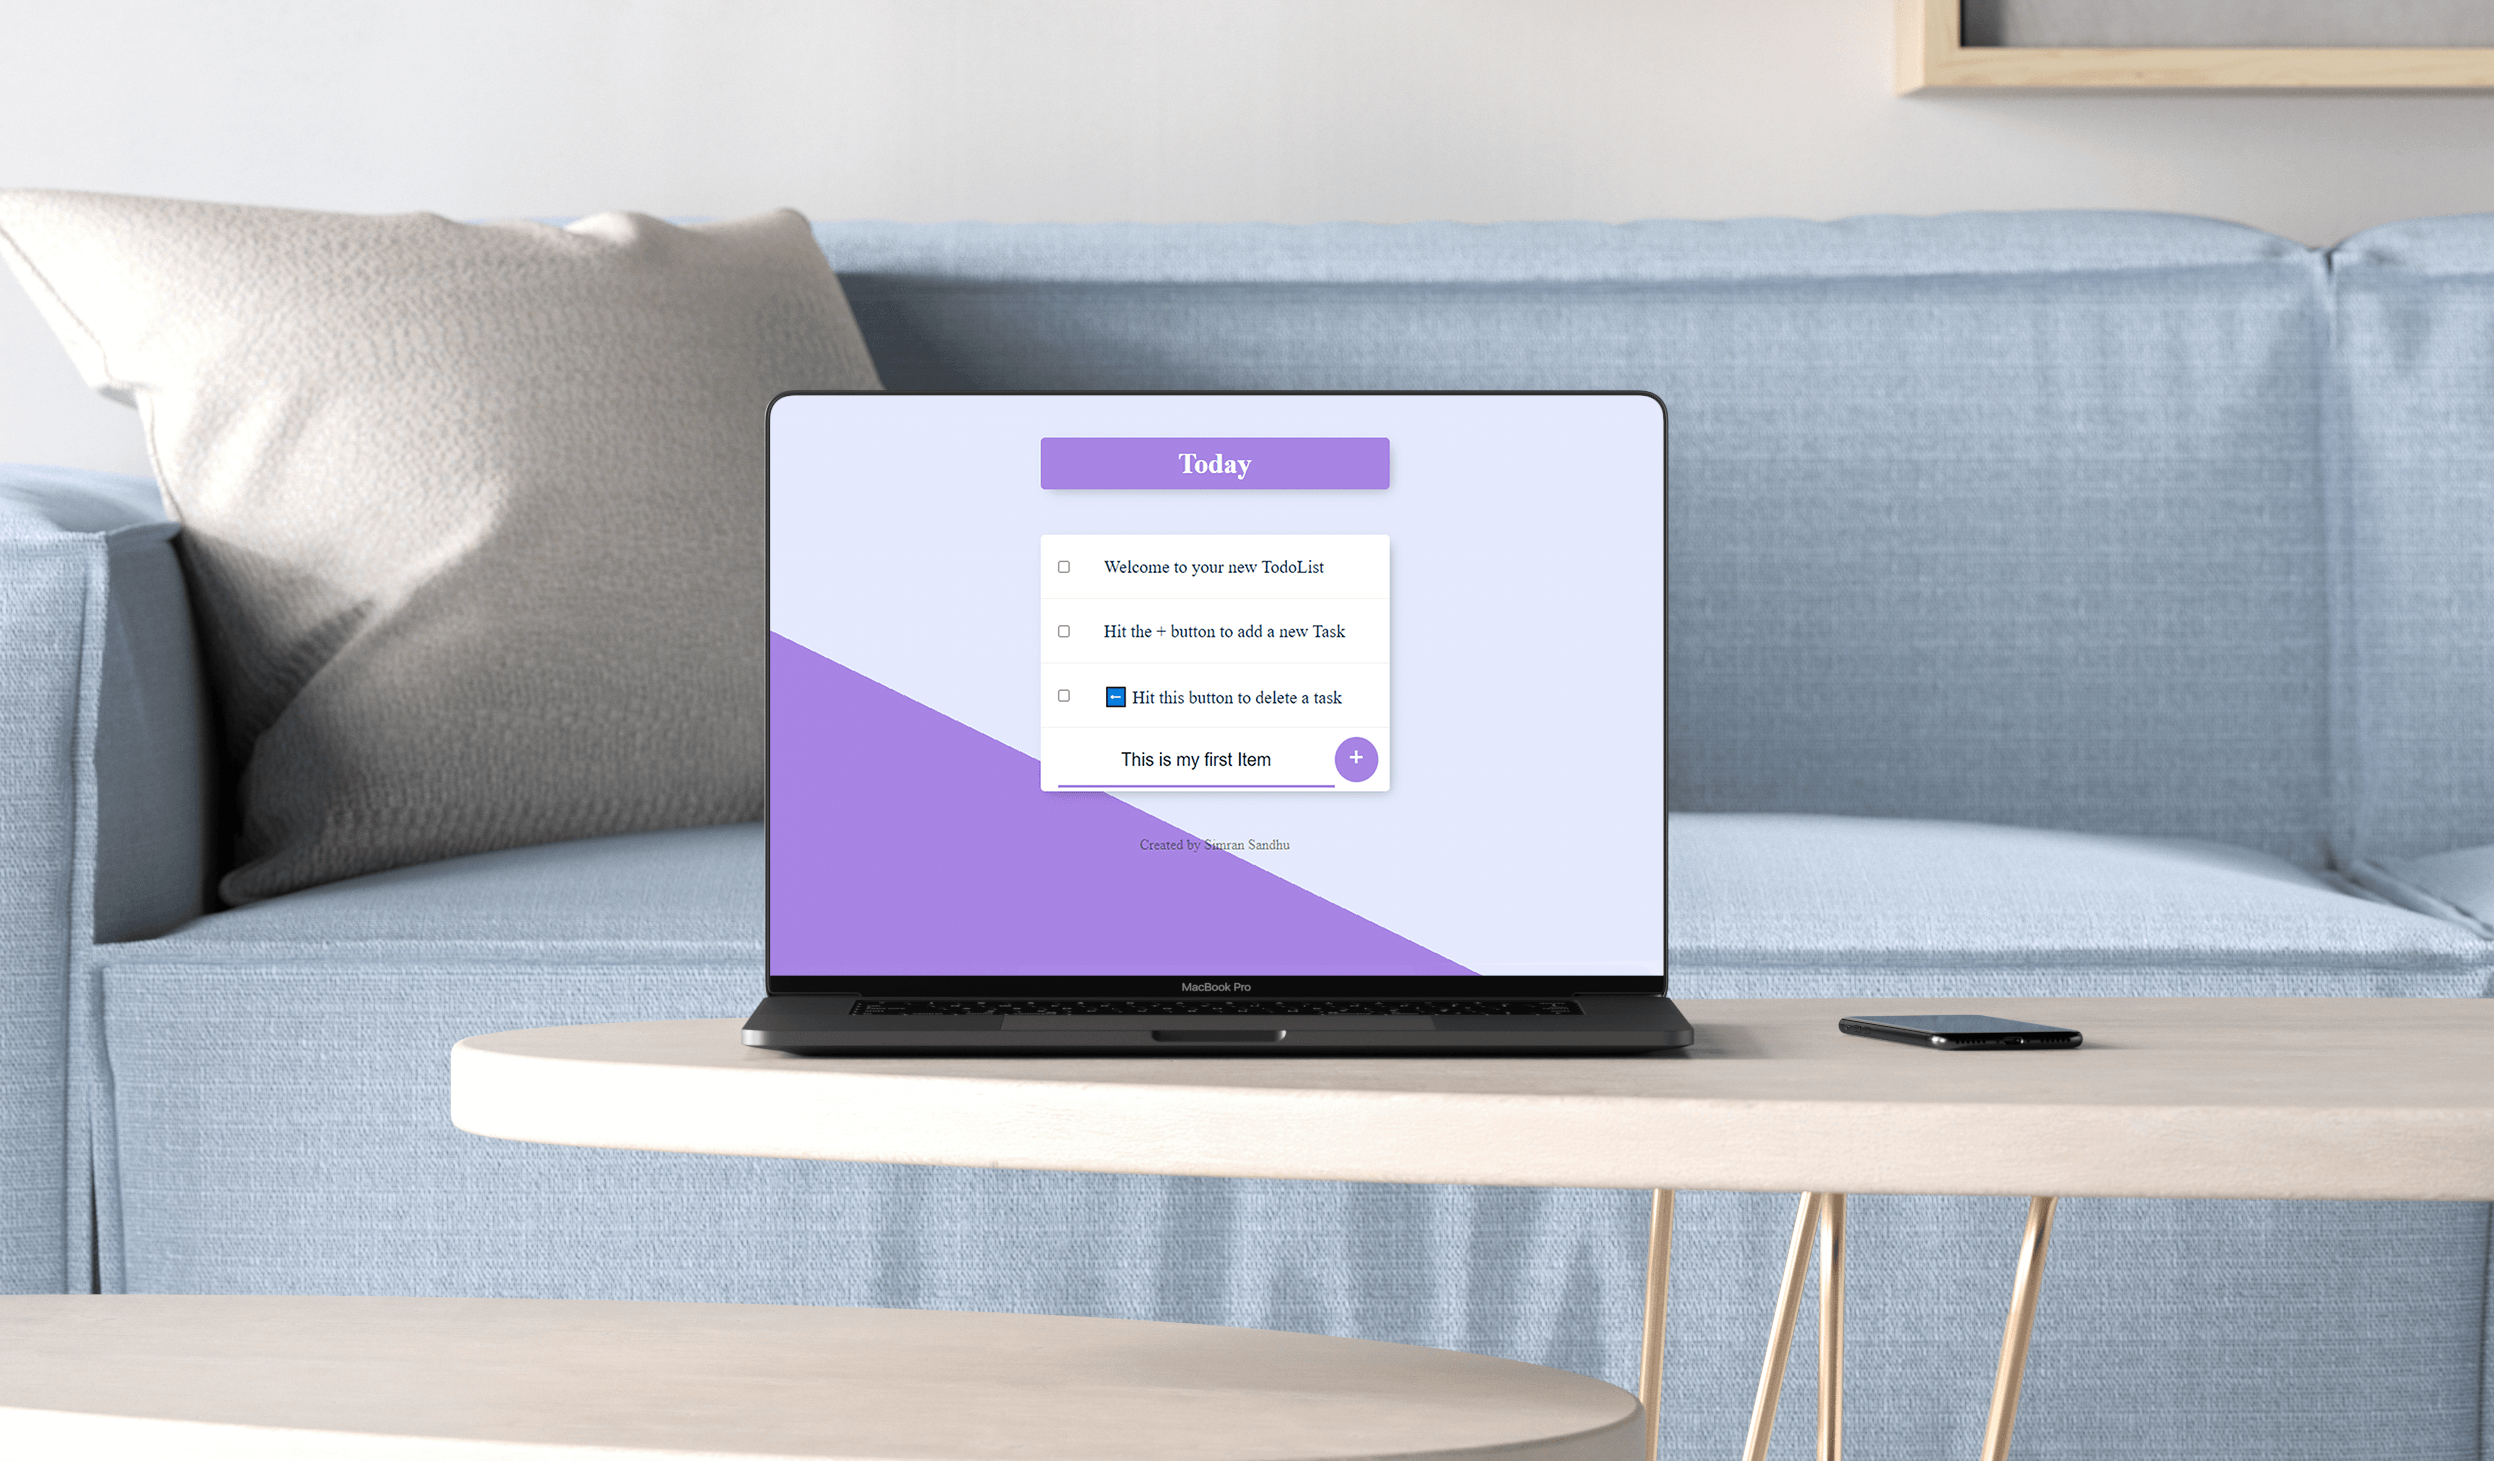 Today
Welcome to your new TodoList
Hit the + button to add a new Task
⬅ Hit this button to delete a task
This is my first Item
+
Created by Simran Sandhu
MacBook Pro